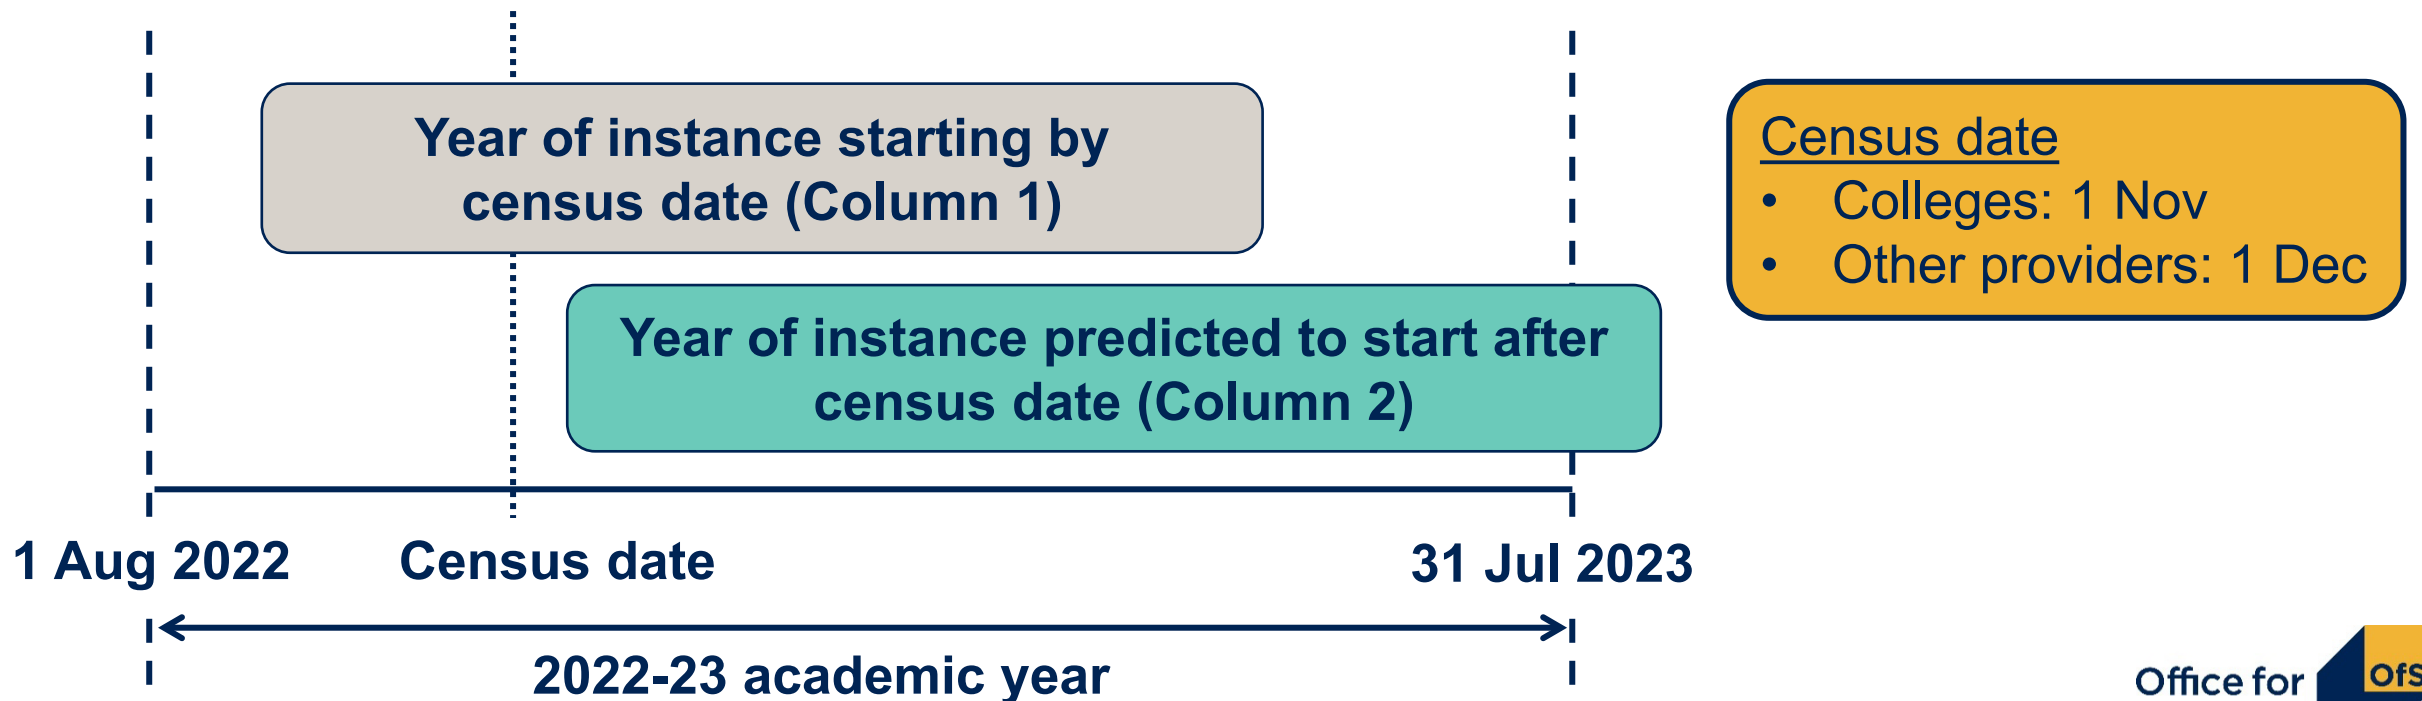 Year of instance starting by
census date (Column 1)
Year of instance predicted to start after
census date (Column 2)
Census date
• Colleges: 1 Nov
• Other providers: 1 Dec
1 Aug 2022
Census date
31 Jul 2023
2022-23 academic year
Office for
OfS